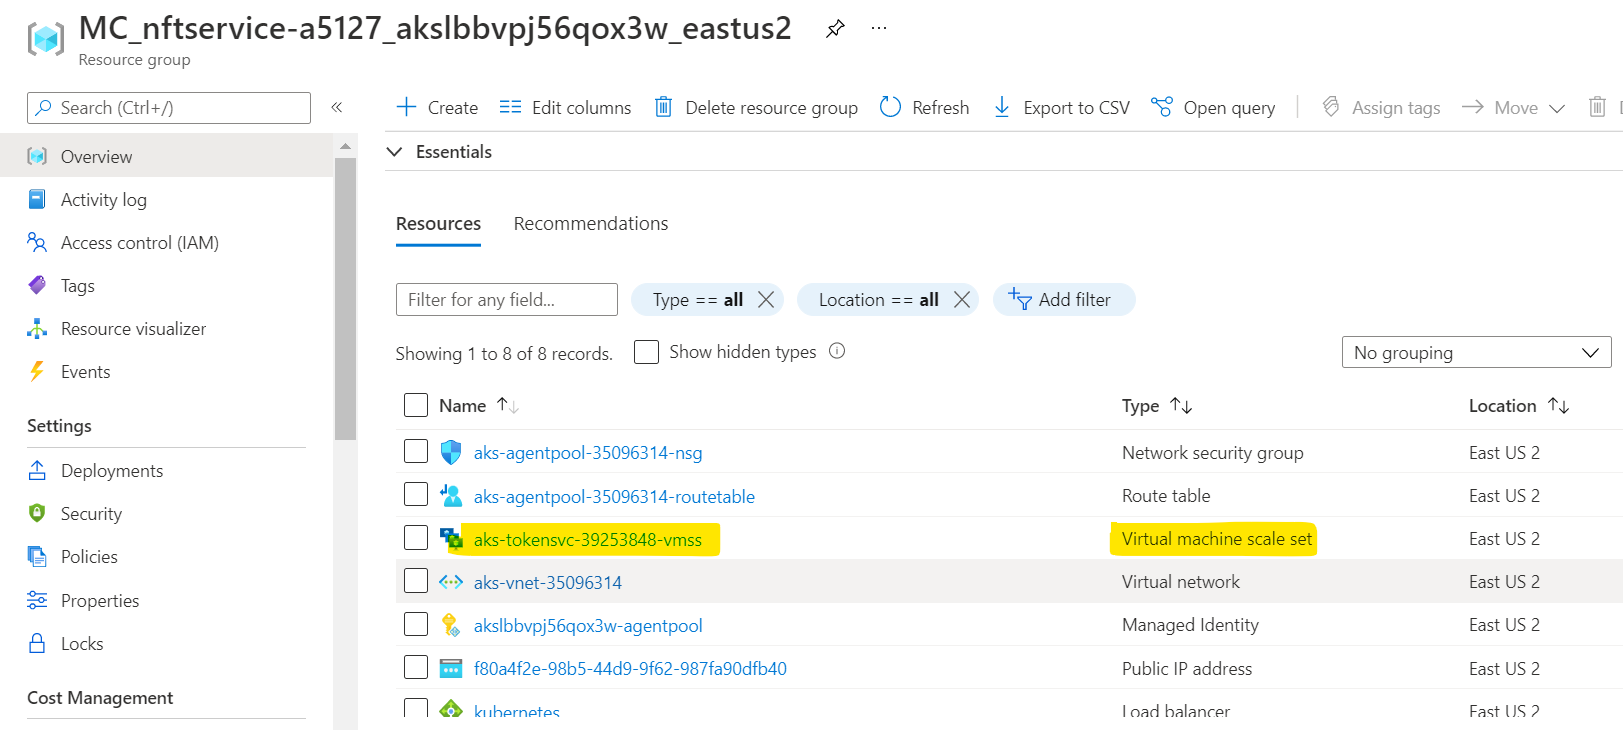 MC_nftservice-a5127_akslbbvpj56qox3w_eastus2
Resource group
Search (Ctrl+/)
Overview
Activity log
Access control (IAM)
Tags
Resource visualizer
Events
Settings
Deployments
Security
Policies
Properties
Locks
Cost Management
Create Edit columns Delete resource group Refresh Export to CSV Open query Assign tags Move
Essentials
Resources Recommendations
Filter for any field... Type == all Location == all Add filter
Showing 1 to 8 of 8 records. Show hidden types No grouping
Name Type Location
aks-agentpool-35096314-nsg Network security group East US 2
aks-agentpool-35096314-routetable Route table East US 2
aks-tokensvc-39253848-vmss Virtual machine scale set East US 2
aks-vnet-35096314 Virtual network East US 2
akslbbvpj56qox3w-agentpool Managed Identity East US 2
f80a4f2e-98b5-44d9-9f62-987fa90dfb40 Public IP address East US 2
kubernetes Load balancer East US 2